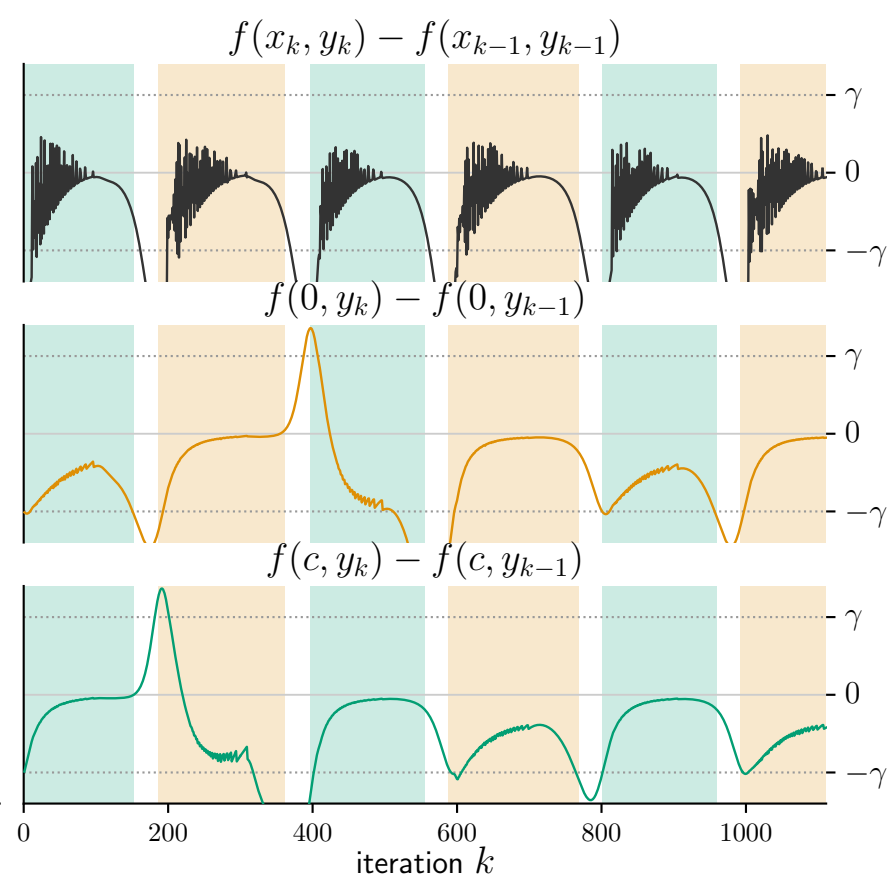 f(x_k, y_k) − f(x_{k−1}, y_{k−1})
γ
0
−γ
f(0, y_k) − f(0, y_{k−1})
γ
0
−γ
f(c, y_k) − f(c, y_{k−1})
γ
0
−γ
0 200 400 600 800 1000
iteration k